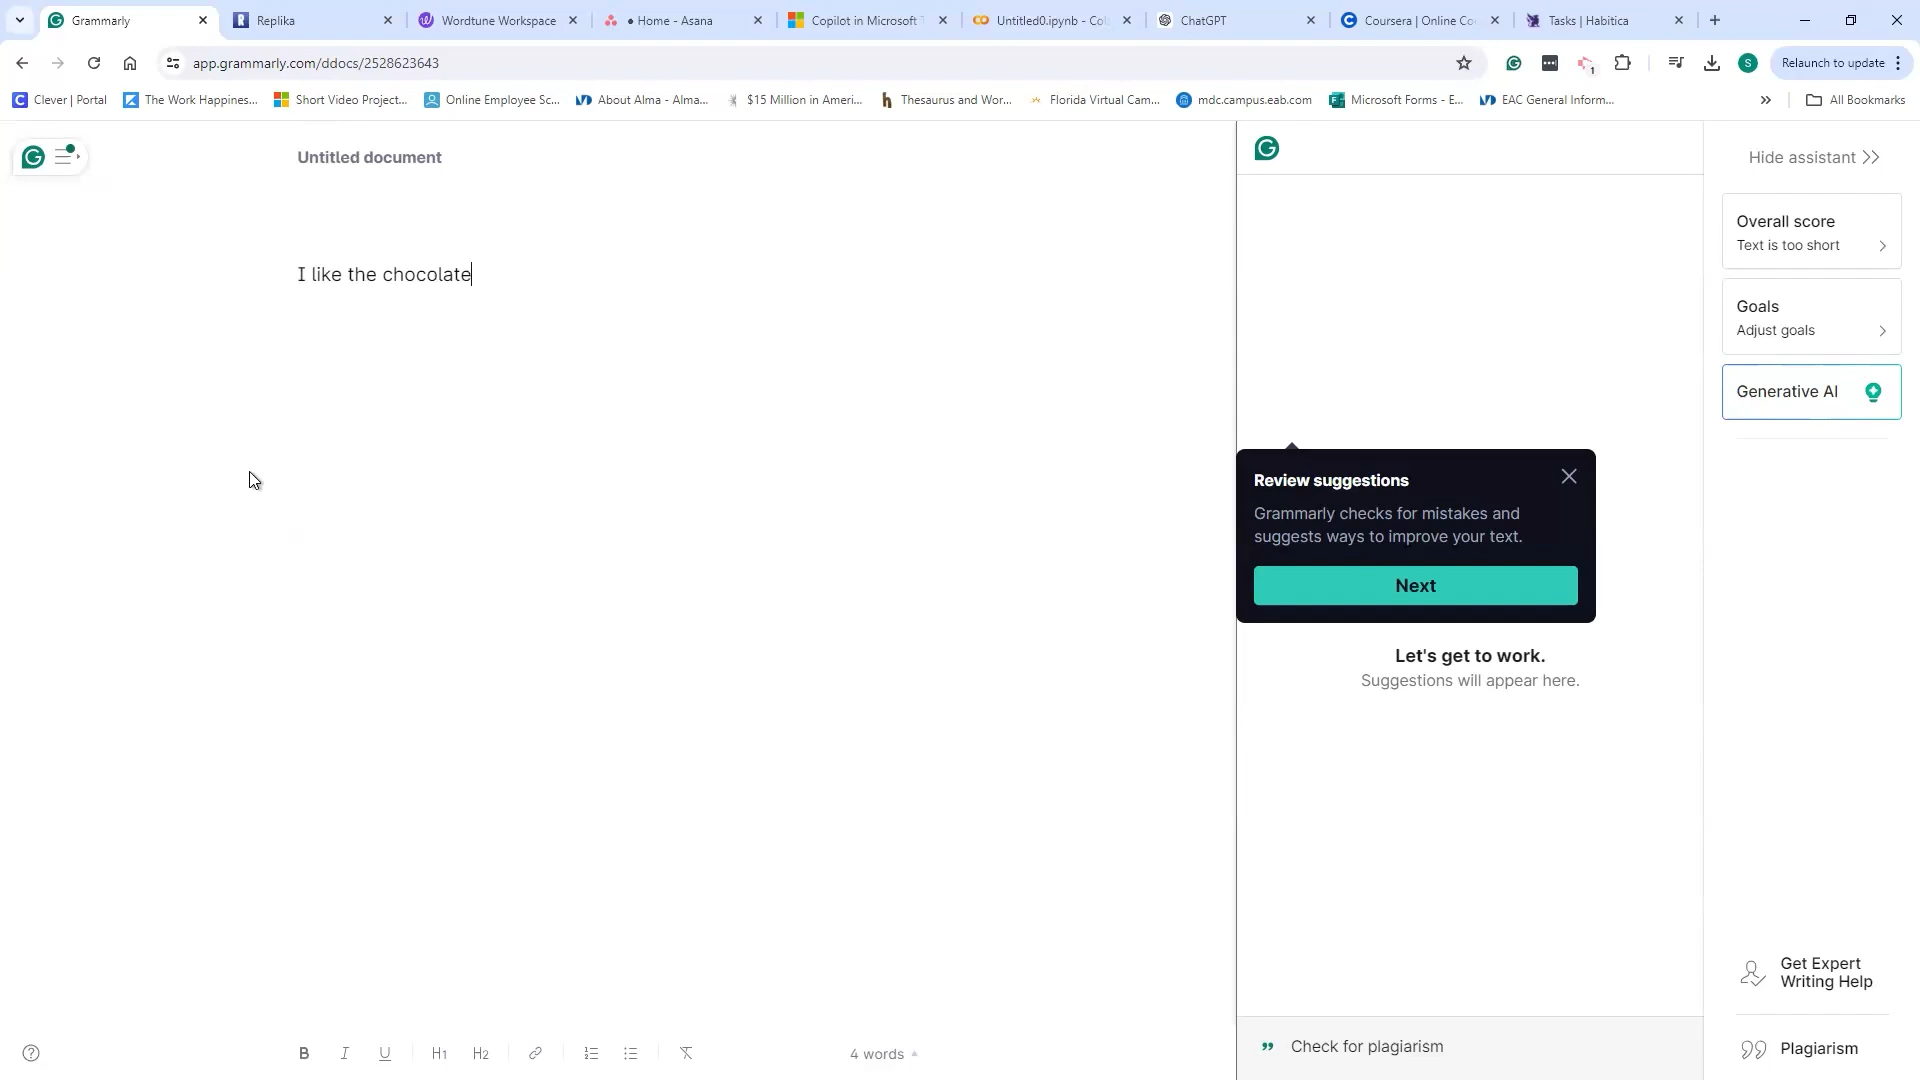 Grammarly
Replika
Wordtune Workspace
● Home - Asana
Copilot in Microsoft
Untitled0.ipynb - Col
ChatGPT
Coursera | Online Co
Tasks | Habitica
app.grammarly.com/ddocs/2528623643
1
S
Relaunch to update
Clever | Portal
The Work Happines...
Short Video Project...
Online Employee Sc...
About Alma - Alma...
$15 Million in Ameri...
Thesaurus and Wor...
Florida Virtual Cam...
mdc.campus.eab.com
Microsoft Forms - E...
EAC General Inform...
All Bookmarks
Untitled document
Hide assistant
I like the chocolate
Overall score
Text is too short
Goals
Adjust goals
Generative AI
Review suggestions
Grammarly checks for mistakes and
suggests ways to improve your text.
Next
Let's get to work.
Suggestions will appear here.
Get Expert
Writing Help
B I U H1 H2
4 words
Check for plagiarism
Plagiarism